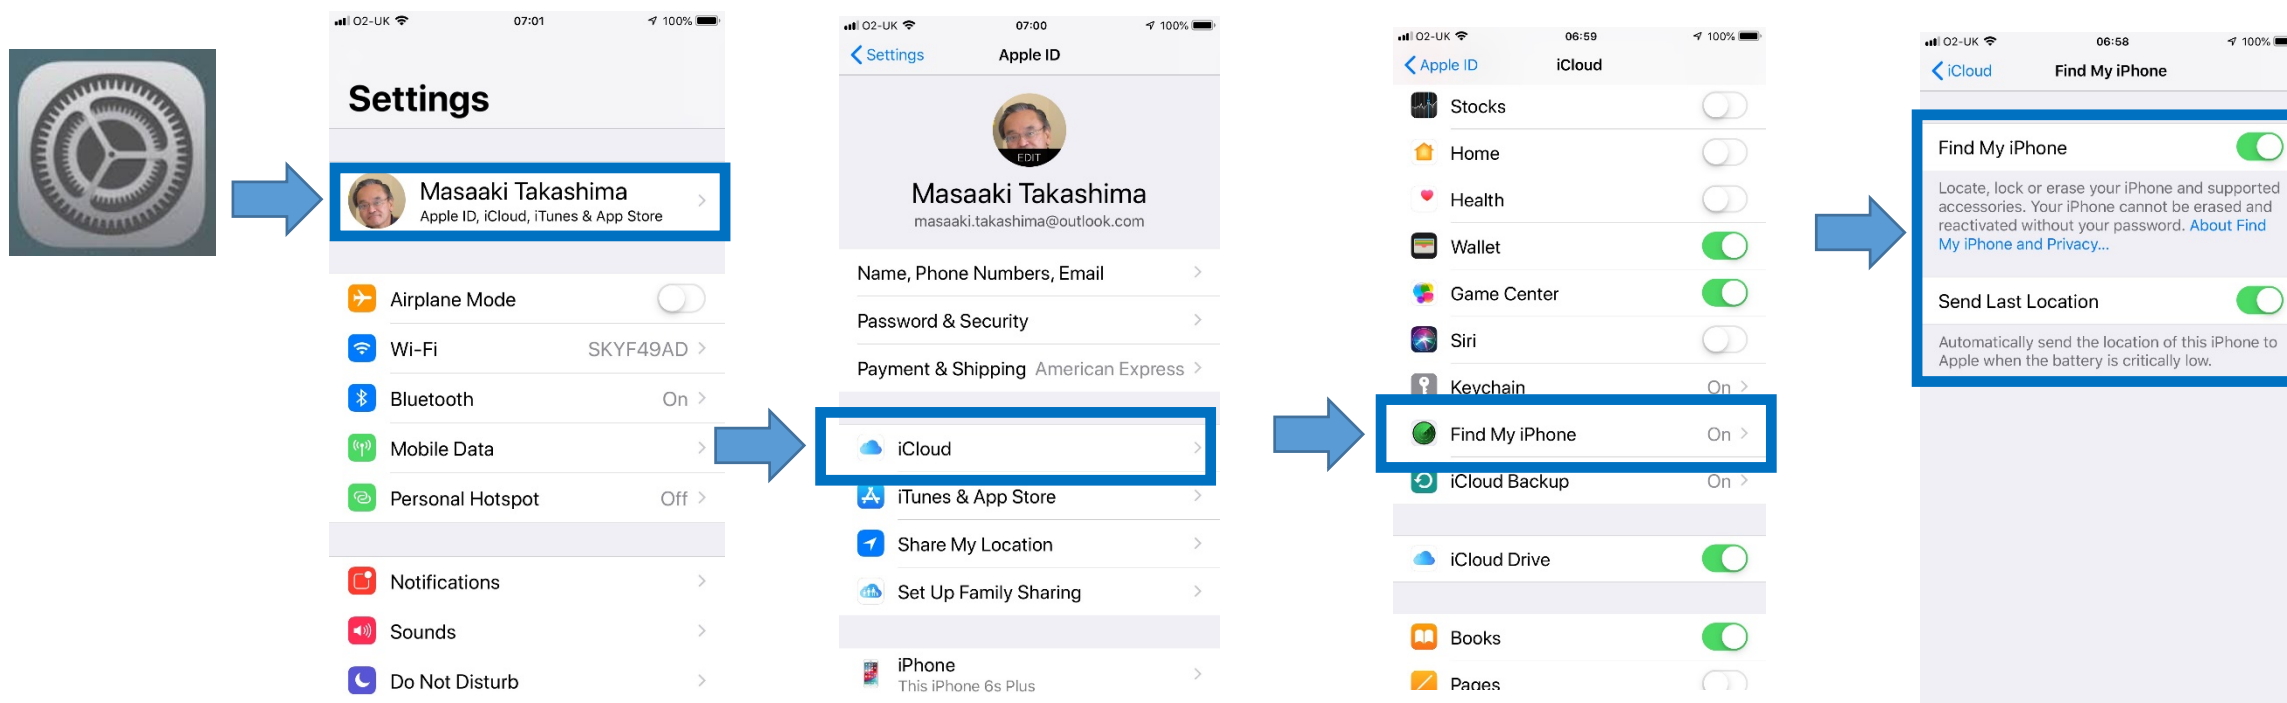 O2-UK 07:01 100%
Settings
Masaaki Takashima
Apple ID, iCloud, iTunes & App Store
Airplane Mode
Wi-Fi SKYF49AD
Bluetooth On
Mobile Data
Personal Hotspot Off
Notifications
Sounds
Do Not Disturb
O2-UK 07:00 100%
Settings Apple ID
EDIT
Masaaki Takashima
masaaki.takashima@outlook.com
Name, Phone Numbers, Email
Password & Security
Payment & Shipping American Express
iCloud
iTunes & App Store
Share My Location
Set Up Family Sharing
iPhone
This iPhone 6s Plus
O2-UK 06:59 100%
Apple ID iCloud
Stocks
Home
Health
Wallet
Game Center
Siri
Keychain On
Find My iPhone On
iCloud Backup On
iCloud Drive
Books
Pages
O2-UK 06:58 100%
iCloud Find My iPhone
Find My iPhone
Locate, lock or erase your iPhone and supported
accessories. Your iPhone cannot be erased and
reactivated without your password. About Find
My iPhone and Privacy...
Send Last Location
Automatically send the location of this iPhone to
Apple when the battery is critically low.